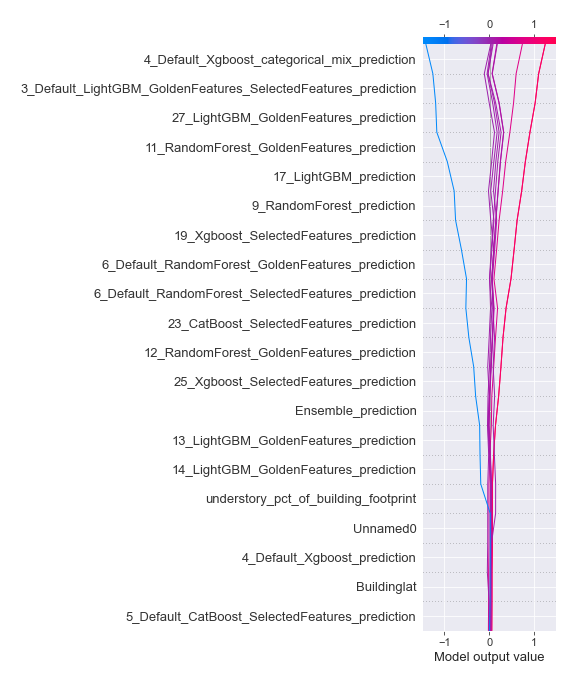 −1 0 1
4_Default_Xgboost_categorical_mix_prediction
3_Default_LightGBM_GoldenFeatures_SelectedFeatures_prediction
27_LightGBM_GoldenFeatures_prediction
11_RandomForest_GoldenFeatures_prediction
17_LightGBM_prediction
9_RandomForest_prediction
19_Xgboost_SelectedFeatures_prediction
6_Default_RandomForest_GoldenFeatures_prediction
6_Default_RandomForest_SelectedFeatures_prediction
23_CatBoost_SelectedFeatures_prediction
12_RandomForest_GoldenFeatures_prediction
25_Xgboost_SelectedFeatures_prediction
Ensemble_prediction
13_LightGBM_GoldenFeatures_prediction
14_LightGBM_GoldenFeatures_prediction
understory_pct_of_building_footprint
Unnamed0
4_Default_Xgboost_prediction
Buildinglat
5_Default_CatBoost_SelectedFeatures_prediction
−1 0 1
Model output value